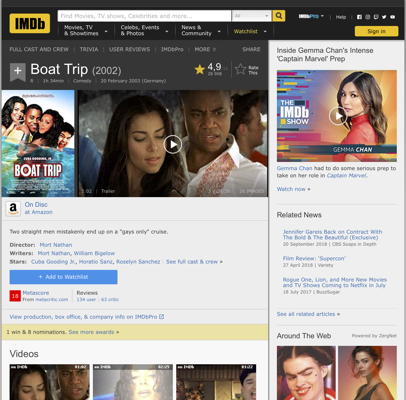 IMDb
Find Movies, TV shows, Celebrities and more...
All
IMDbPro
Help
Movies, TV
& Showtimes
Celebs, Events
& Photos
News &
Community
Watchlist
Sign in
FULL CAST AND CREW | TRIVIA | USER REVIEWS | IMDbPro | MORE
SHARE
Boat Trip (2002)
1h 34min | Comedy | 20 February 2003 (Germany)
4,9
Rate
This
CUBA GOODING, JR.
BOAT TRIP
1:02 | Trailer
On Disc
at Amazon
Two straight men mistakenly end up on a "gays only" cruise.
Director: Mort Nathan
Writers: Mort Nathan, William Bigelow
Stars: Cuba Gooding Jr., Horatio Sanz, Roselyn Sanchez | See full cast & crew »
+ Add to Watchlist
18
Metascore
From metacritic.com
Reviews
134 user | 63 critic
View production, box office, & company info on IMDbPro
1 win & 8 nominations. See more awards »
Videos
Inside Gemma Chan's Intense
'Captain Marvel' Prep
THE
IMDb
SHOW
GEMMA CHAN
Gemma Chan had to do some serious prep
to take on her role in Captain Marvel.
Watch now »
Related News
Jennifer Gareis Back on Contract With
The Bold & The Beautiful (Exclusive)
20 September 2018 | CBS Soaps in Depth
Film Review: 'Supercon'
27 April 2018 | Variety
Rogue One, Lion, and More New Movies
and TV Shows Coming to Netflix in July
18 July 2017 | BuzzSugar
See all related articles »
Around The Web
Powered by ZergNet